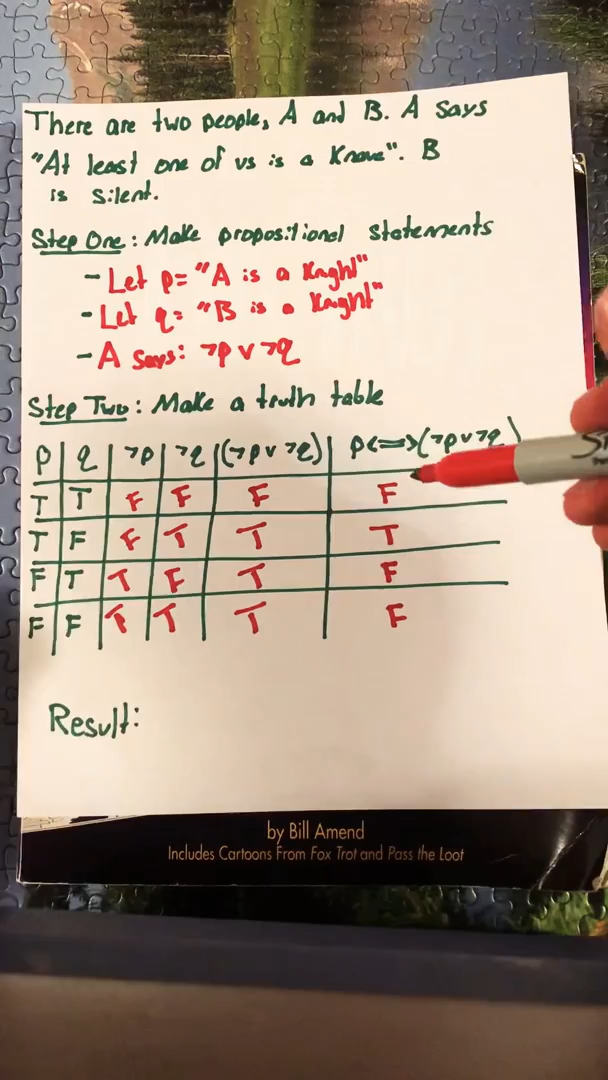 There are two people, A and B. A says
"At least one of us is a Knave". B
is silent.
Step One: Make propositional statements
- Let p= "A is a Knght"
- Let q= "B is a Knight"
- A says: ¬p ∨ ¬q
Step Two: Make a truth table
p q ¬p ¬q (¬p ∨ ¬q) p<=>(¬p ∨ ¬q)
T T F F F F
T F F T T T
F T T F T F
F F T T T F
Result:
by Bill Amend
Includes Cartoons From Fox Trot and Pass the Loot